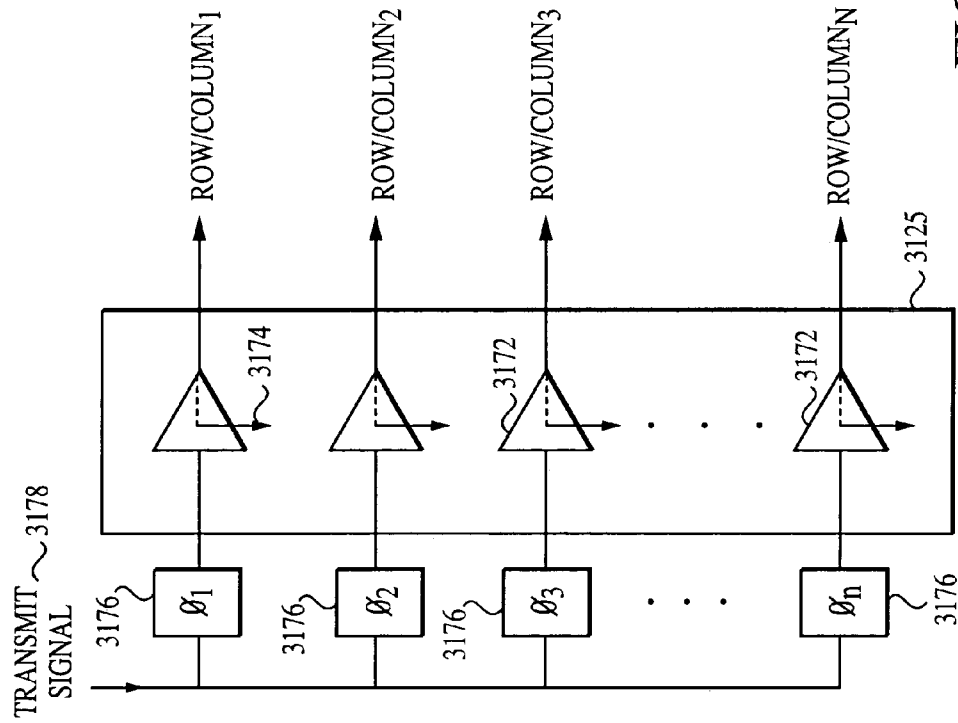 TRANSMIT
SIGNAL
3178
3176
Ø1
3174
ROW/COLUMN1
3176
Ø2
ROW/COLUMN2
3176
Ø3
3172
ROW/COLUMN3
. . .
. . .
3176
Øn
3172
ROW/COLUMNN
3125